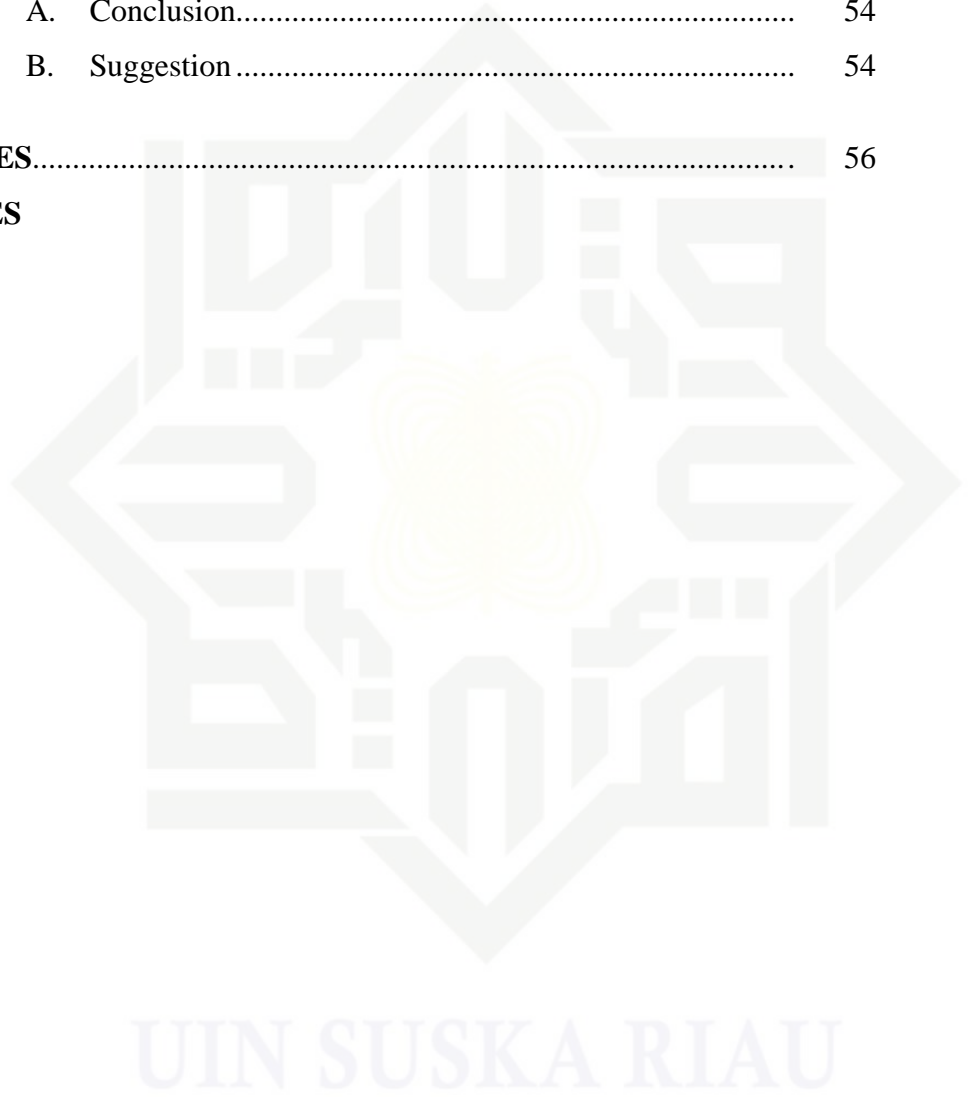 A. Conclusion.......................................................... 54
B. Suggestion.......................................................... 54
ES................................................................................ 56
ES
UIN SUSKA RIAU